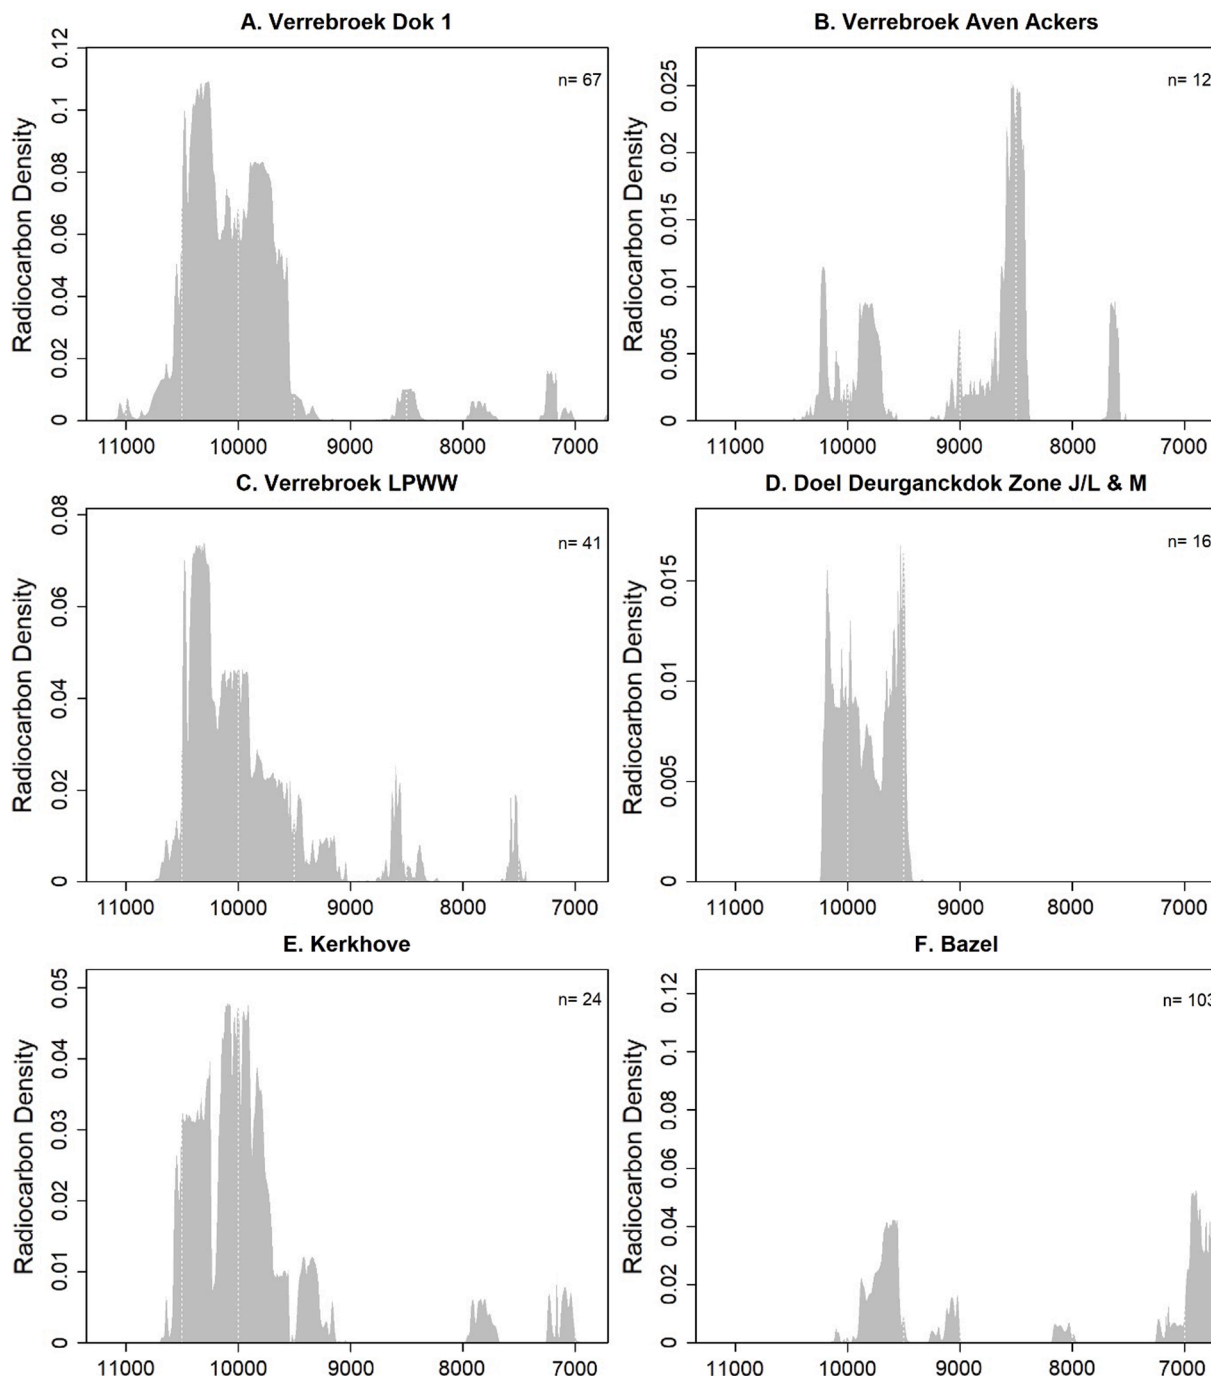 A. Verrebroek Dok 1
n= 67
Radiocarbon Density
0.12
0.1
0.08
0.06
0.04
0.02
0
11000 10000 9000 8000 7000
B. Verrebroek Aven Ackers
n= 12
Radiocarbon Density
0.025
0.02
0.015
0.01
0.005
0
11000 10000 9000 8000 7000
C. Verrebroek LPWW
n= 41
Radiocarbon Density
0.08
0.06
0.04
0.02
0
11000 10000 9000 8000 7000
D. Doel Deurganckdok Zone J/L & M
n= 16
Radiocarbon Density
0.015
0.01
0.005
0
11000 10000 9000 8000 7000
E. Kerkhove
n= 24
Radiocarbon Density
0.05
0.04
0.03
0.02
0.01
0
11000 10000 9000 8000 7000
F. Bazel
n= 103
Radiocarbon Density
0.12
0.1
0.08
0.06
0.04
0.02
0
11000 10000 9000 8000 7000